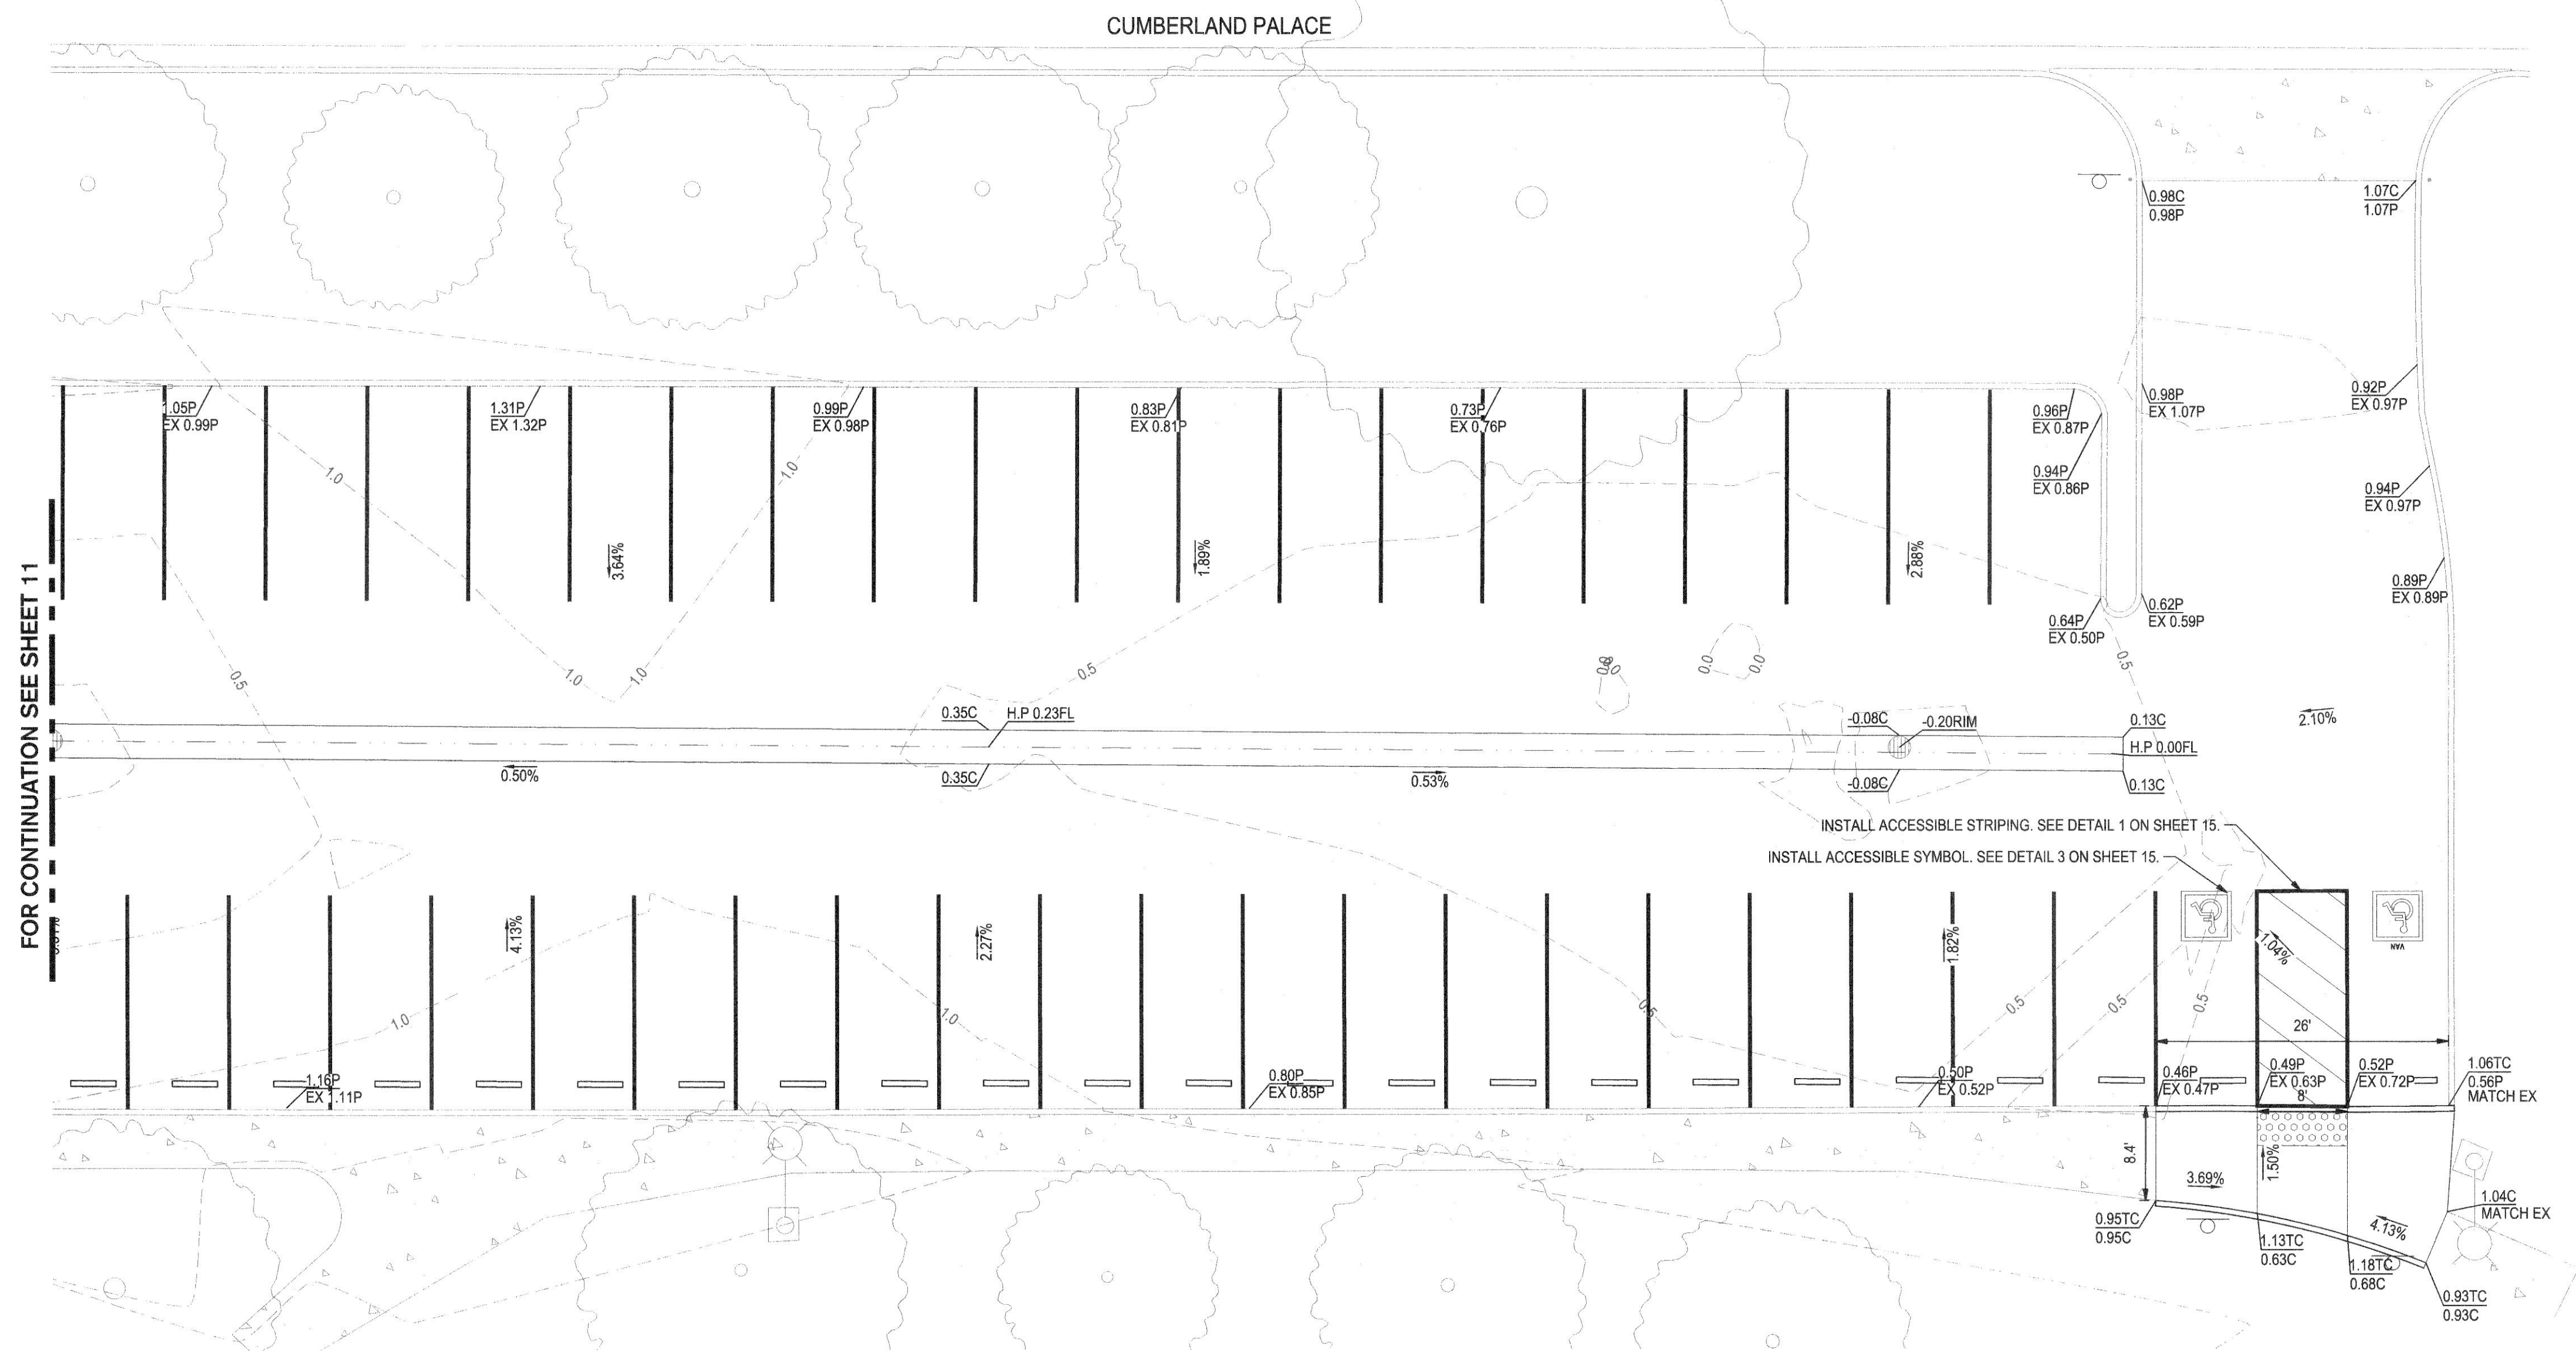 CUMBERLAND PALACE
0.98C
0.98P
1.07C
1.07P
EX 0.99P
1.31P
EX 1.32P
0.99P
EX 0.98P
0.83P
EX 0.81P
0.73P
EX 0.76P
0.96P
EX 0.87P
0.98P
EX 1.07P
0.92P
EX 0.97P
0.94P
EX 0.86P
0.94P
EX 0.97P
1.0
1.0
3.64%
1.89%
2.88%
0.89P
EX 0.89P
0.64P
EX 0.50P
0.62P
EX 0.59P
FOR CONTINUATION SEE SHEET 11
0.5
1.0
1.0
0.5
0.0
0.0
0.5
0.35C
H.P 0.23FL
-0.08C
-0.20RIM
0.13C
2.10%
H.P 0.00FL
0.50%
0.35C
0.53%
-0.08C
0.13C
INSTALL ACCESSIBLE STRIPING. SEE DETAIL 1 ON SHEET 15.
INSTALL ACCESSIBLE SYMBOL. SEE DETAIL 3 ON SHEET 15.
4.13%
2.27%
1.82%
1.04%
VAN
1.0
1.0
0.5
0.5
0.5
0.5
26'
1.16P
EX 1.11P
0.80P
EX 0.85P
0.50P
EX 0.52P
0.46P
EX 0.47P
0.49P
EX 0.63P
8'
0.52P
EX 0.72P
1.06TC
0.56P
MATCH EX
8.4'
3.69%
1.50%
4.13%
1.04C
MATCH EX
0.95TC
0.95C
1.13TC
0.63C
1.18TC
0.68C
0.93TC
0.93C